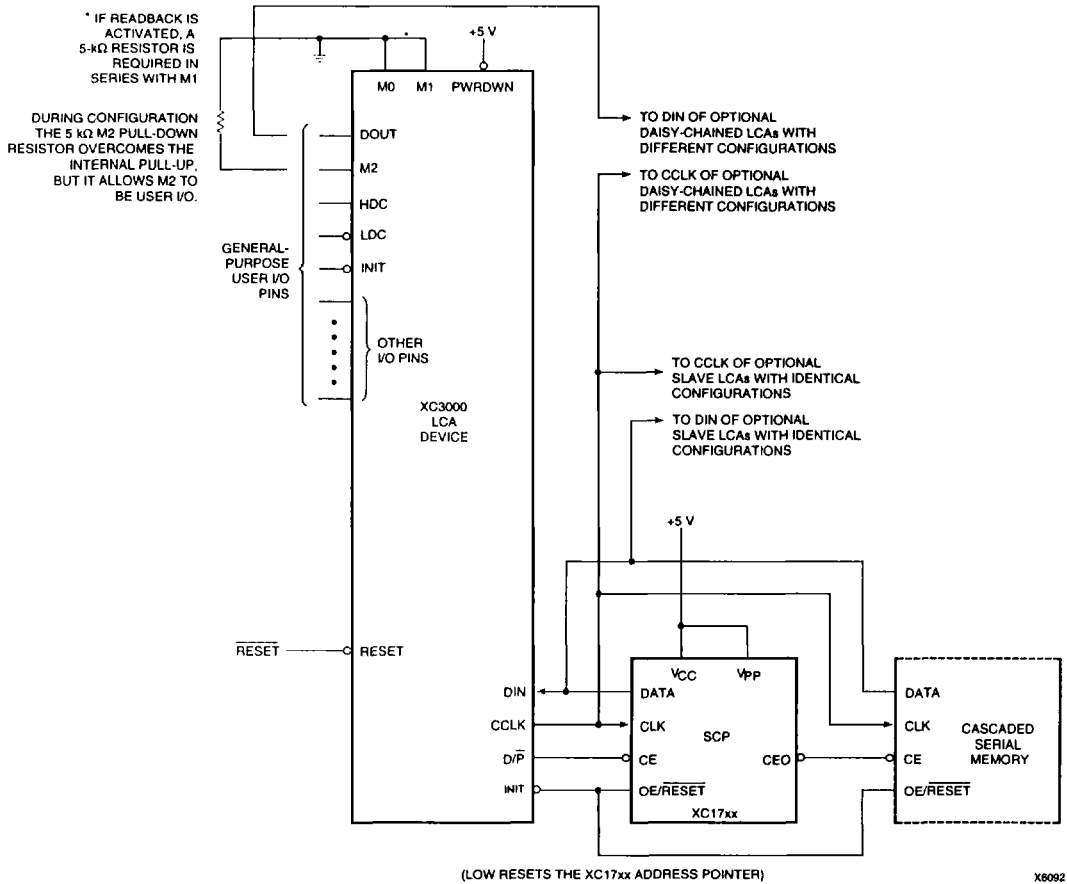 * IF READBACK IS
ACTIVATED, A
5-kΩ RESISTOR IS
REQUIRED IN
SERIES WITH M1
*
+5 V
M0
M1
PWRDWN
DURING CONFIGURATION
THE 5 kΩ M2 PULL-DOWN
RESISTOR OVERCOMES THE
INTERNAL PULL-UP,
BUT IT ALLOWS M2 TO
BE USER I/O.
DOUT
M2
HDC
LDC
INIT
GENERAL-
PURPOSE
USER I/O
PINS
OTHER
I/O PINS
XC3000
LCA
DEVICE
TO DIN OF OPTIONAL
DAISY-CHAINED LCAs WITH
DIFFERENT CONFIGURATIONS
TO CCLK OF OPTIONAL
DAISY-CHAINED LCAs WITH
DIFFERENT CONFIGURATIONS
TO CCLK OF OPTIONAL
SLAVE LCAs WITH IDENTICAL
CONFIGURATIONS
TO DIN OF OPTIONAL
SLAVE LCAs WITH IDENTICAL
CONFIGURATIONS
+5 V
RESET
RESET
DIN
CCLK
D/P
INIT
VCC
VPP
DATA
CLK
SCP
CE
CEO
OE/RESET
XC17xx
DATA
CLK
CE
OE/RESET
CASCADED
SERIAL
MEMORY
(LOW RESETS THE XC17xx ADDRESS POINTER)
X6092